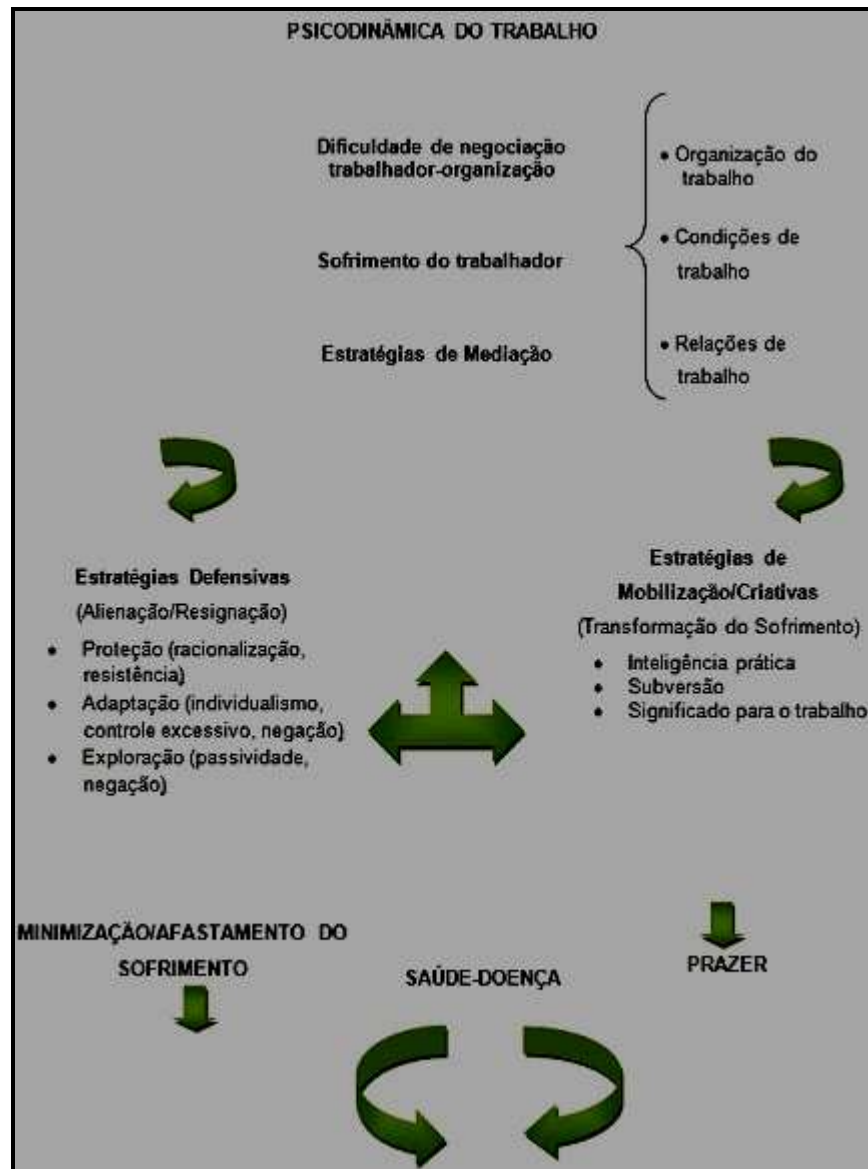 PSICODINÂMICA DO TRABALHO
Dificuldade de negociação
trabalhador-organização
Sofrimento do trabalhador
Estratégias de Mediação
• Organização do
trabalho
• Condições de
trabalho
• Relações de
trabalho
Estratégias Defensivas
(Alienação/Resignação)
• Proteção (racionalização,
resistência)
• Adaptação (individualismo,
controle excessivo, negação)
• Exploração (passividade,
negação)
Estratégias de
Mobilização/Criativas
(Transformação do Sofrimento)
• Inteligência prática
• Subversão
• Significado para o trabalho
MINIMIZAÇÃO/AFASTAMENTO DO
SOFRIMENTO
SAÚDE-DOENÇA
PRAZER